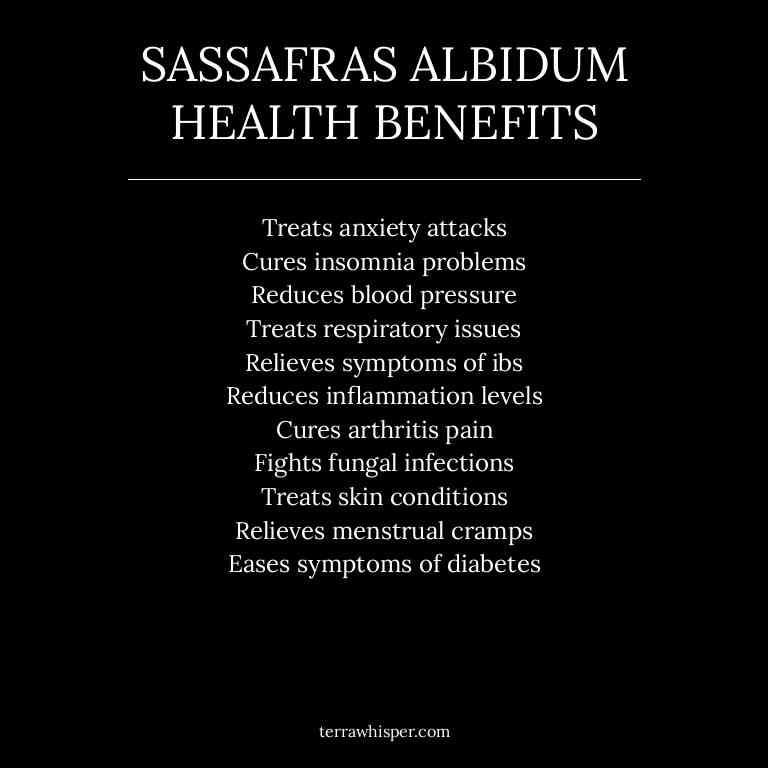 SASSAFRAS ALBIDUM
HEALTH BENEFITS
Treats anxiety attacks
Cures insomnia problems
Reduces blood pressure
Treats respiratory issues
Relieves symptoms of ibs
Reduces inflammation levels
Cures arthritis pain
Fights fungal infections
Treats skin conditions
Relieves menstrual cramps
Eases symptoms of diabetes
terrawhisper.com